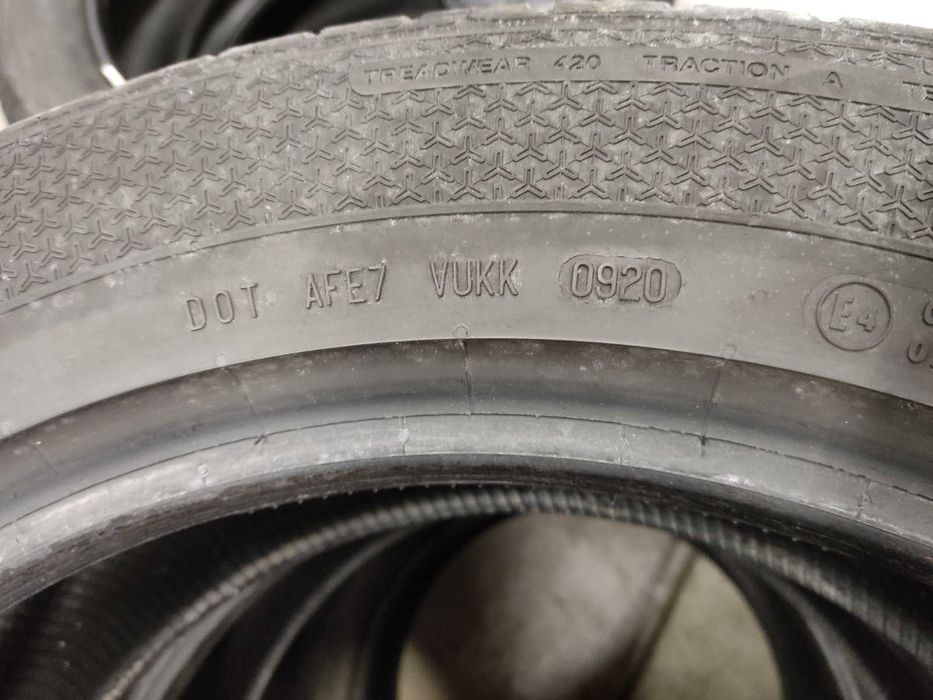 TREADWEAR 420 TRACTION A
DOT AFE7 VUKK 0920
E4